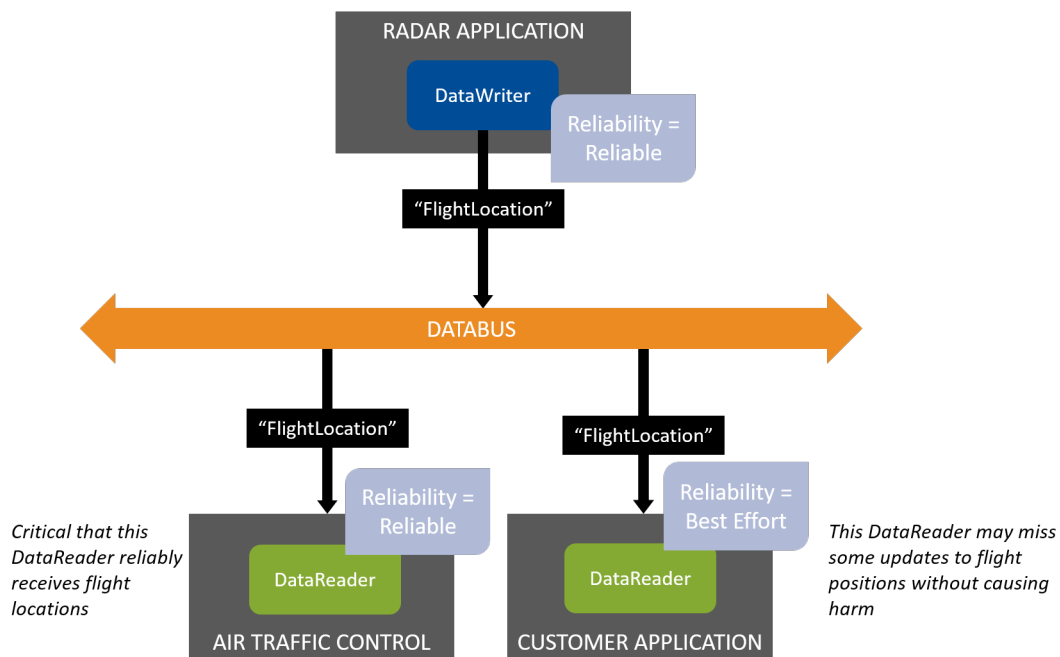 RADAR APPLICATION
DataWriter
Reliability =
Reliable
“FlightLocation”
DATABUS
“FlightLocation”
“FlightLocation”
Reliability =
Reliable
Reliability =
Best Effort
Critical that this
DataReader reliably
receives flight
locations
DataReader
DataReader
This DataReader may miss
some updates to flight
positions without causing
harm
AIR TRAFFIC CONTROL
CUSTOMER APPLICATION